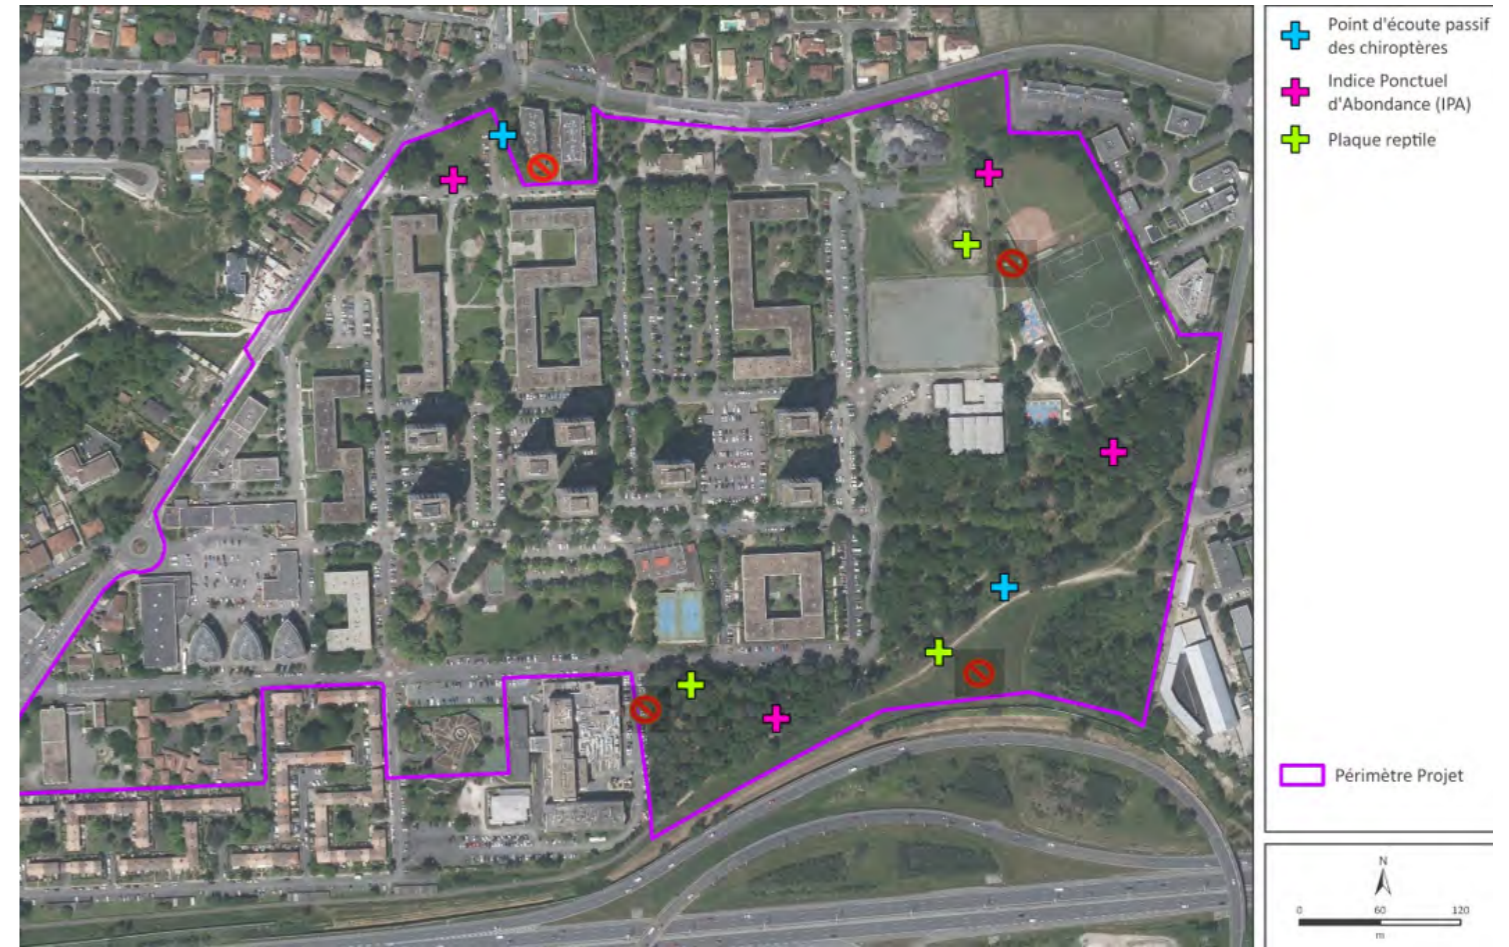 Point d'écoute passif
des chiroptères
Indice Ponctuel
d'Abondance (IPA)
Plaque reptile
Périmètre Projet
N
0 60 120
m